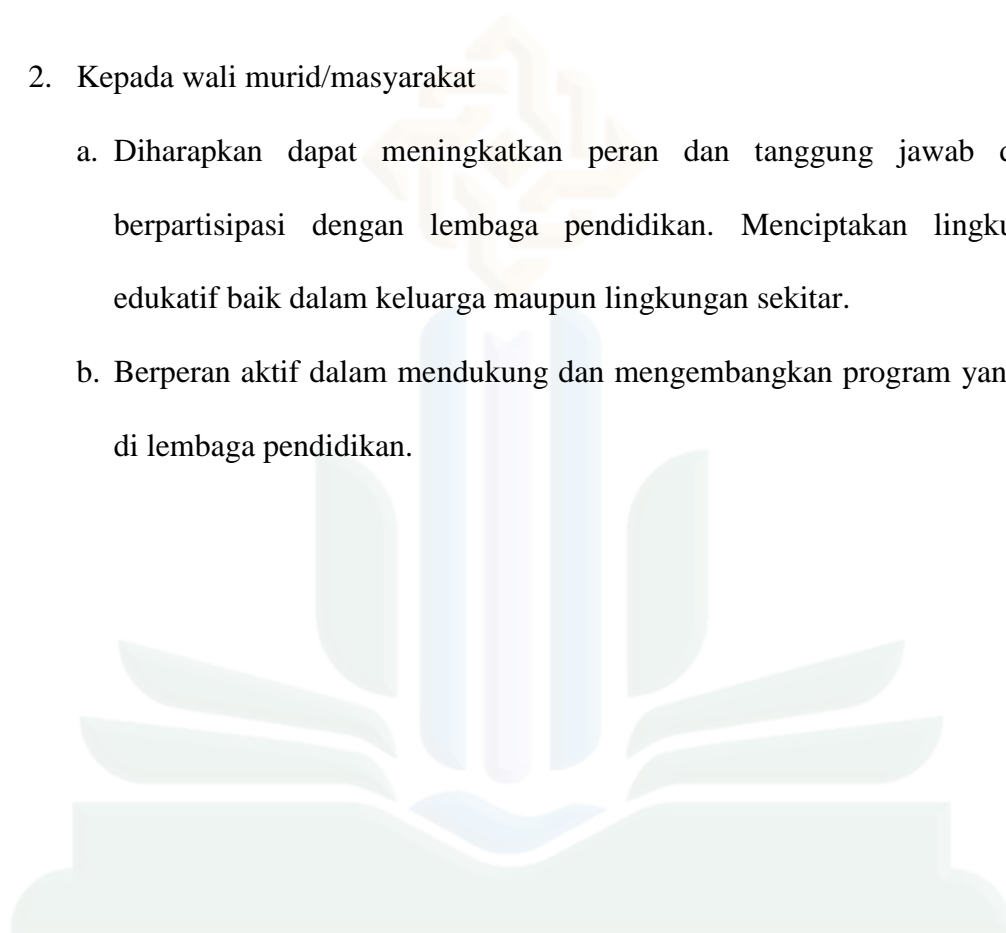 2. Kepada wali murid/masyarakat
a. Diharapkan dapat meningkatkan peran dan tanggung jawab
berpartisipasi dengan lembaga pendidikan. Menciptakan
edukatif baik dalam keluarga maupun lingkungan sekitar.
b. Berperan aktif dalam mendukung dan mengembangkan program
di lembaga pendidikan.